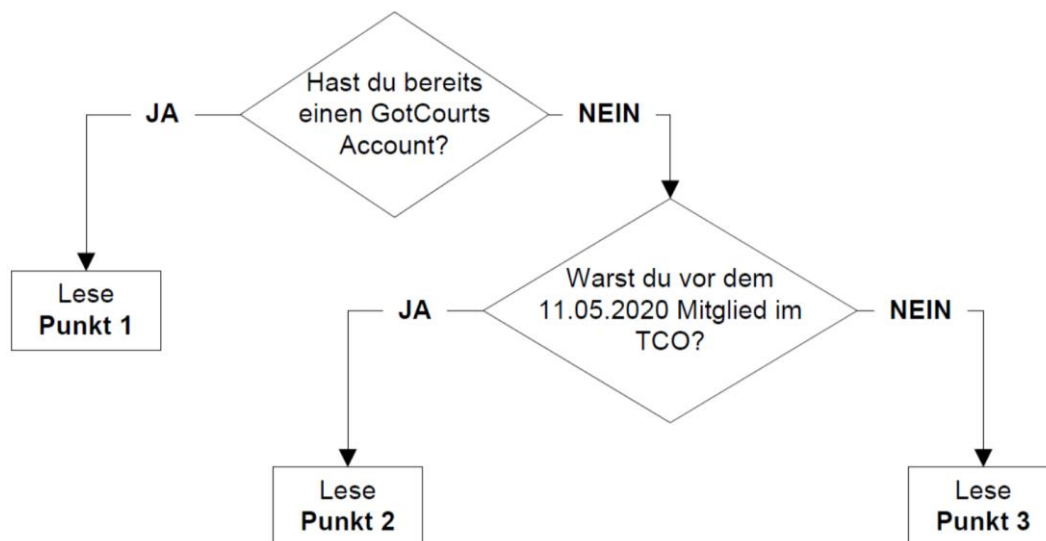 Hast du bereits
einen GotCourts
Account?
JA
NEIN
Lese
Punkt 1
Warst du vor dem
11.05.2020 Mitglied im
TCO?
JA
NEIN
Lese
Punkt 2
Lese
Punkt 3